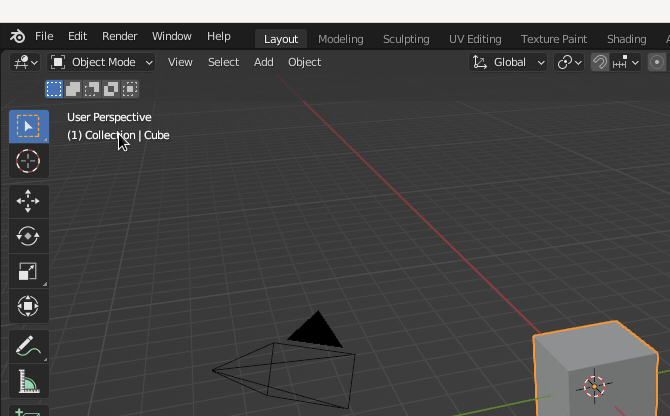 File Edit Render Window Help Layout Modeling Sculpting UV Editing Texture Paint Shading
Object Mode View Select Add Object Global
User Perspective
(1) Collection | Cube